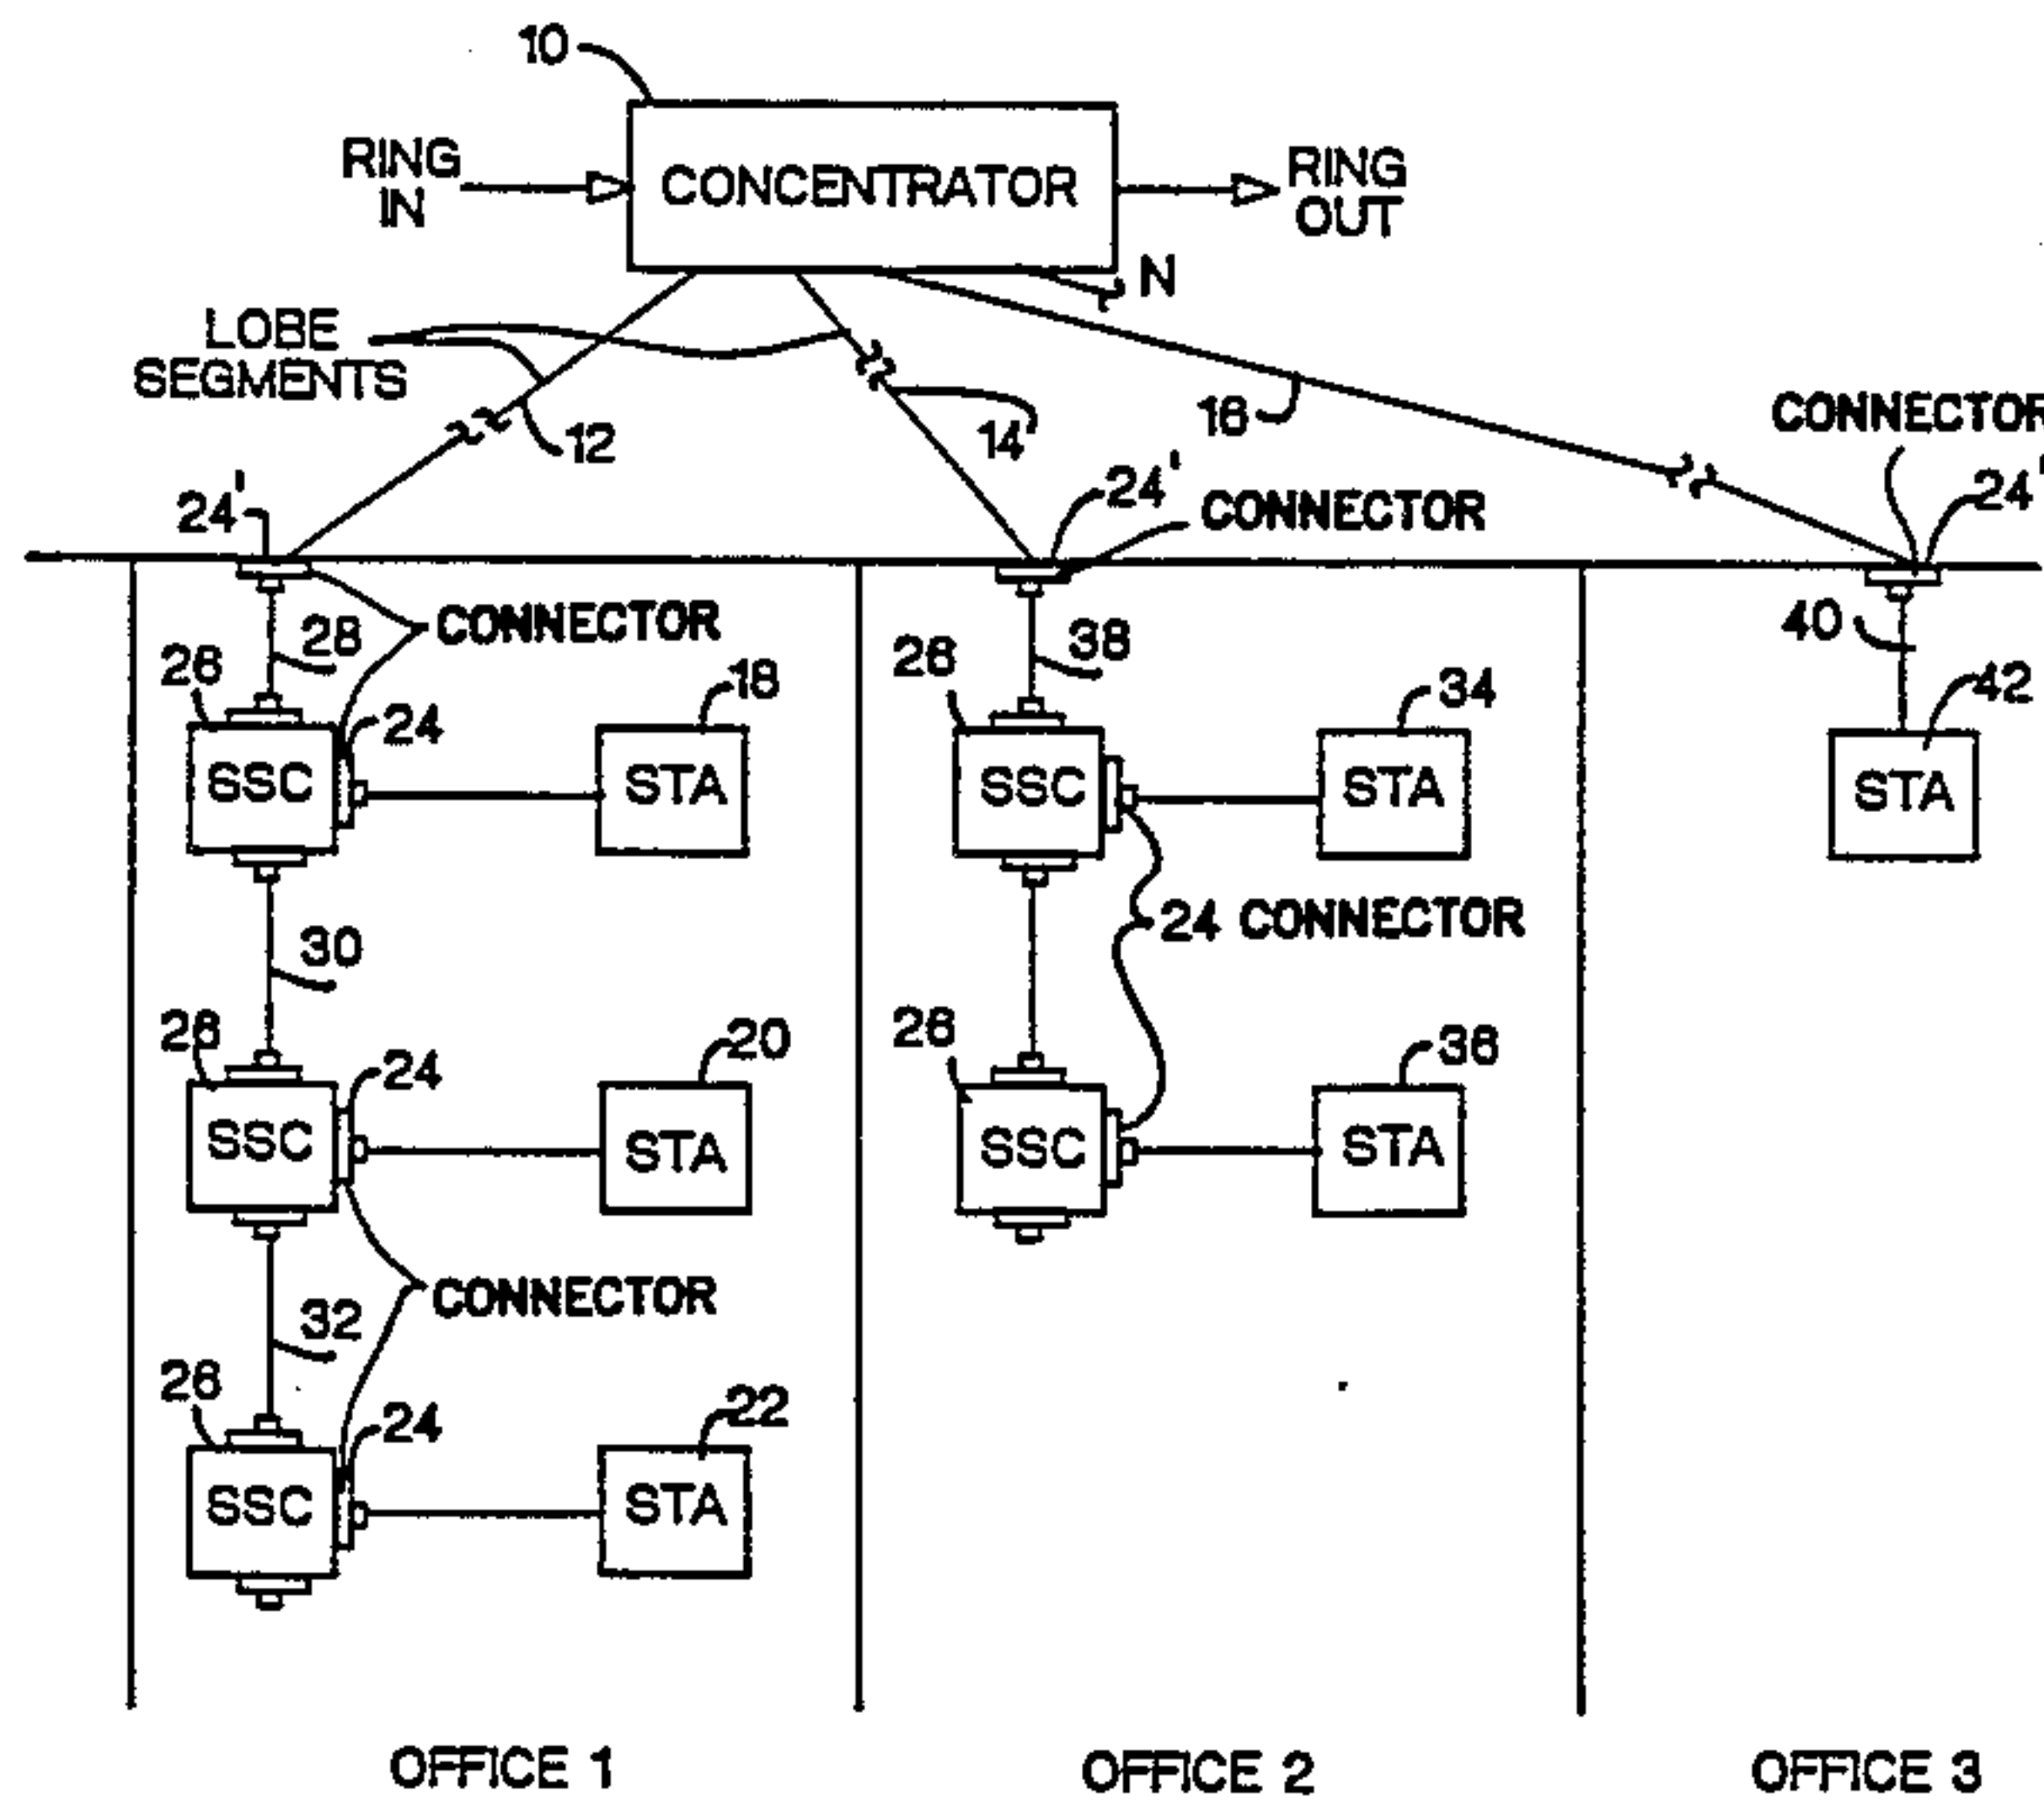 10
RING
IN
CONCENTRATOR
RING
OUT
N
LOBE
SEGMENTS
12
14
16
CONNECTOR
24'
24'
CONNECTOR
24'
28
CONNECTOR
26
38
26
40
18
34
42
24
SSC
STA
SSC
STA
STA
30
24 CONNECTOR
26
20
26
36
24
SSC
STA
SSC
STA
32
CONNECTOR
26
24
22
SSC
STA
OFFICE 1
OFFICE 2
OFFICE 3